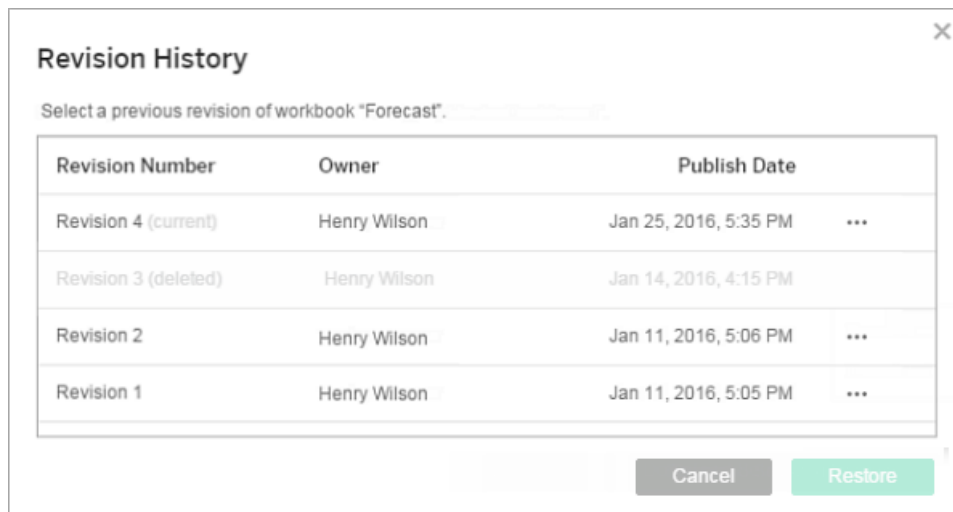 Revision History
Select a previous revision of workbook “Forecast”.
Revision Number Owner Publish Date
Revision 4 (current) Henry Wilson Jan 25, 2016, 5:35 PM
Revision 3 (deleted) Henry Wilson Jan 14, 2016, 4:15 PM
Revision 2 Henry Wilson Jan 11, 2016, 5:06 PM
Revision 1 Henry Wilson Jan 11, 2016, 5:05 PM
Cancel Restore